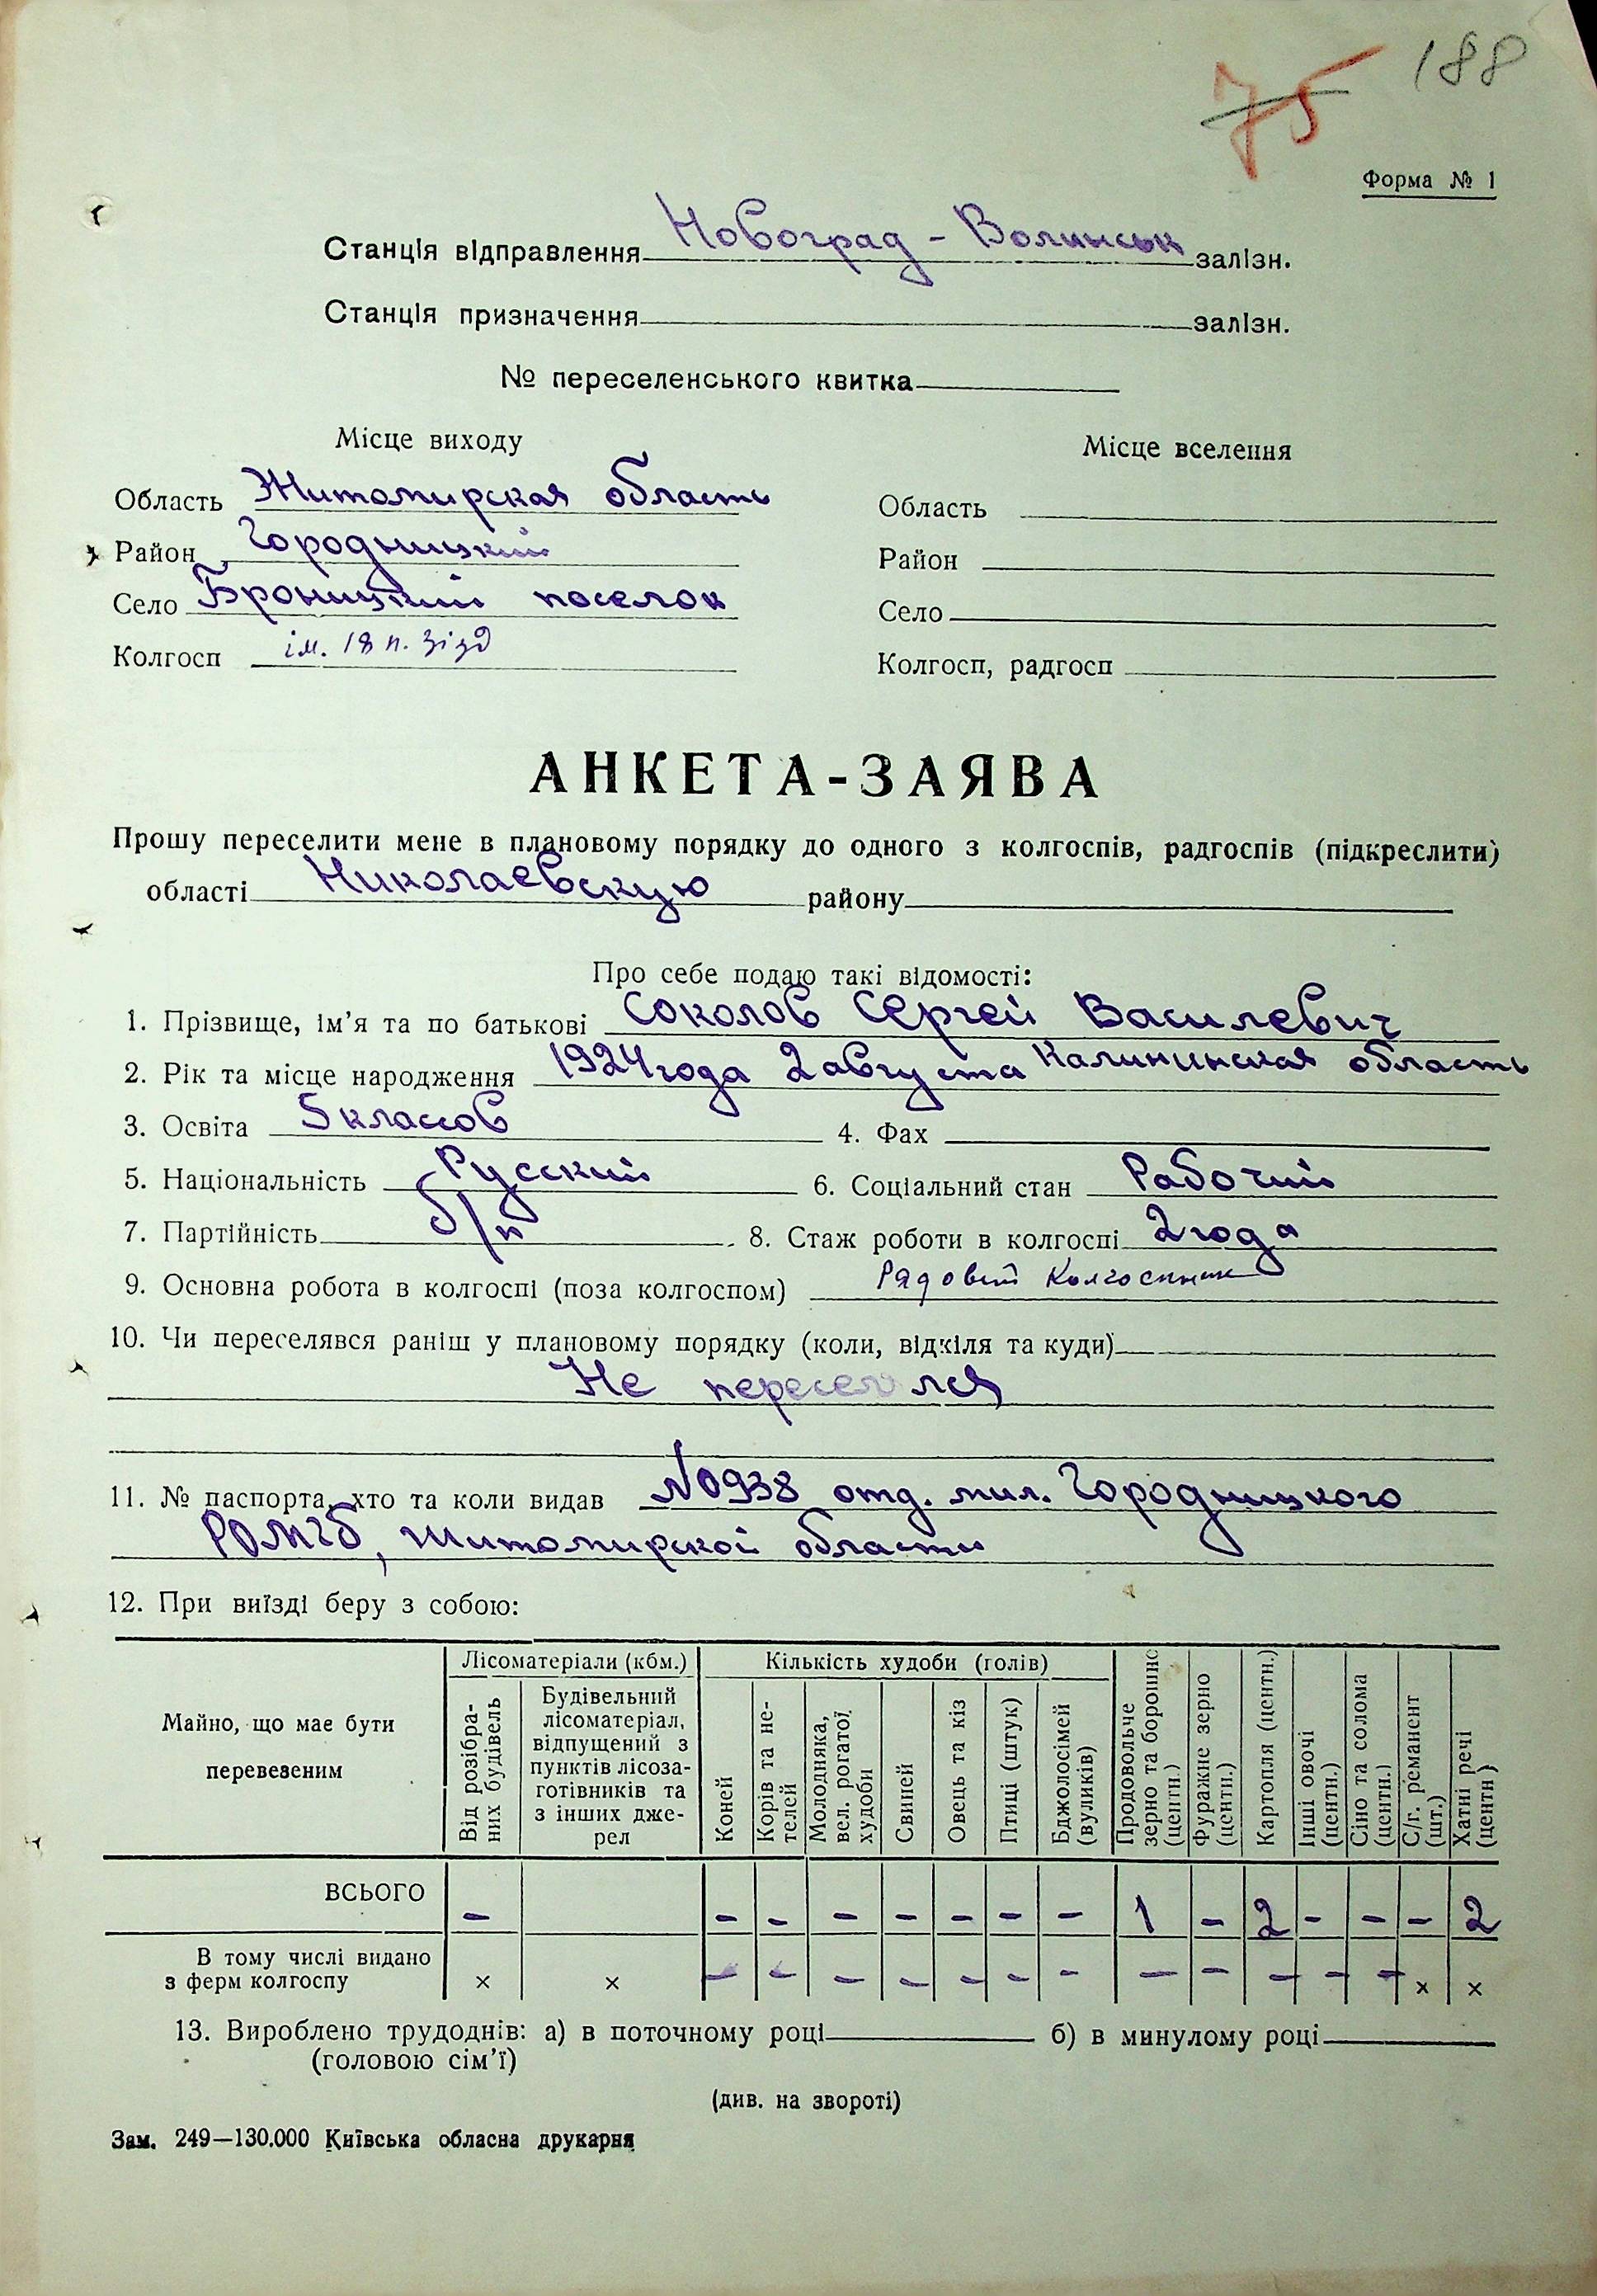 75 188
Форма № 1
Станція відправлення Новоград-Волинськ залізн.
Станція призначення залізн.
№ переселенського квитка
Місце виходу Місце вселення
Область Житомирская область Область
Район Городницкий Район
Село Броницкий поселок Село
Колгосп ім. 18 п. зізд Колгосп, радгосп
АНКЕТА-ЗАЯВА
Прошу переселити мене в плановому порядку до одного з колгоспів, радгоспів (підкреслити)
області Николаевскую району
Про себе подаю такі відомості:
1. Прізвище, ім'я та по батькові Соколов Сергей Василевич
2. Рік та місце народження 1924 года 2 августа Калининская область
3. Освіта 5 классов 4. Фах
5. Національність Русский 6. Соціальний стан Рабочий
7. Партійність б/п 8. Стаж роботи в колгоспі 2 года
9. Основна робота в колгоспі (поза колгоспом) Рядовий Колгоспник
10. Чи переселявся раніш у плановому порядку (коли, відкіля та куди)
Не переселялся
11. № паспорта, хто та коли видав №0938 отд. мил. Городницкого
РОМГБ, Житомирской области
12. При виїзді беру з собою:
Майно, що має бути перевезеним
Лісоматеріали (кбм.) Кількість худоби (голів)
Від розібраних будівель
Будівельний лісоматеріал, відпущений з пунктів лісозаготівників та з інших джерел
Коней
Корів та нетелей
Молодняка, вел. рогатої худоби
Свиней
Овець та кіз
Птиці (штук)
Бджолосімей (вуликів)
Продовольче зерно та борошно (центн.)
Фуражне зерно (центн.)
Картопля (центн.)
Інші овочі (центн.)
Сіно та солома (центн.)
С/г. реманент (шт.)
Хатні речі (центн)
ВСЬОГО - - - - - - - - 1 - 2 - - - 2
В тому числі видано
з ферм колгоспу × × - - - - - - - - - - - - × ×
13. Вироблено трудоднів: а) в поточному році б) в минулому році
(головою сім'ї)
(див. на звороті)
Зам. 249—130.000 Київська обласна друкарня